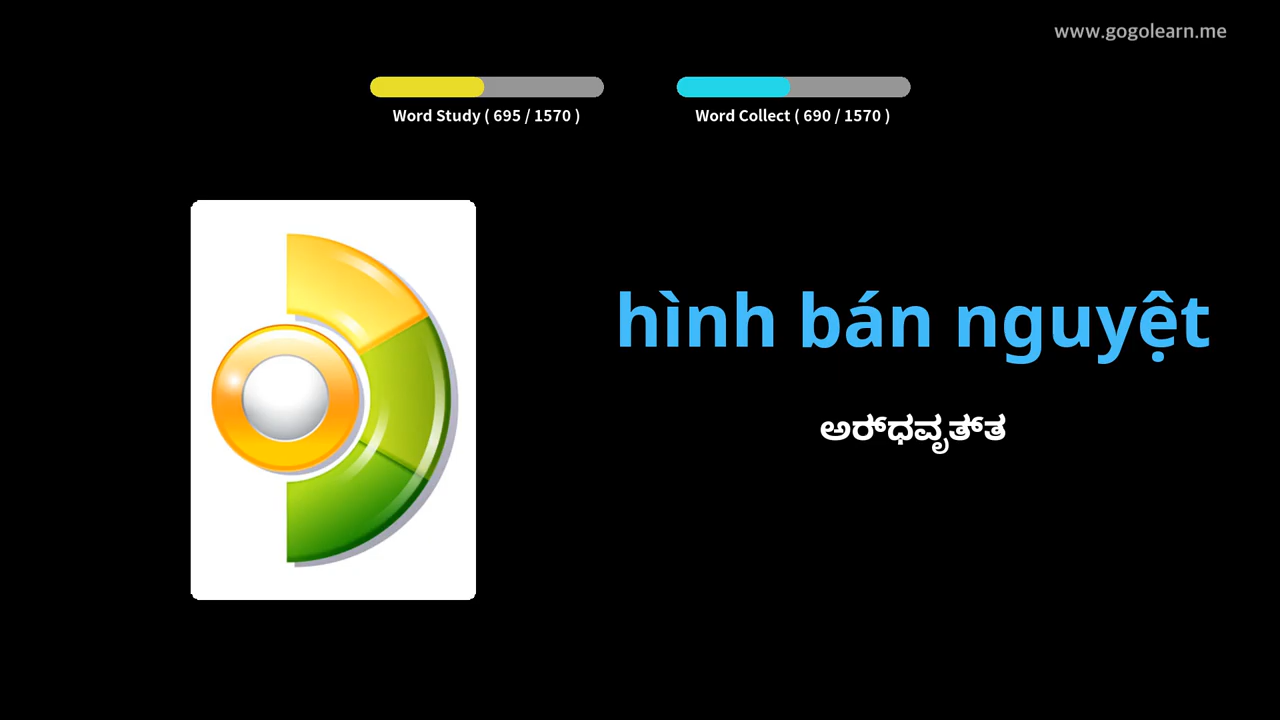 www.gogolearn.me
Word Study ( 695 / 1570 )
Word Collect ( 690 / 1570 )
hình bán nguyệt
ಅರ್‌ಧವೃತ್‌ತ